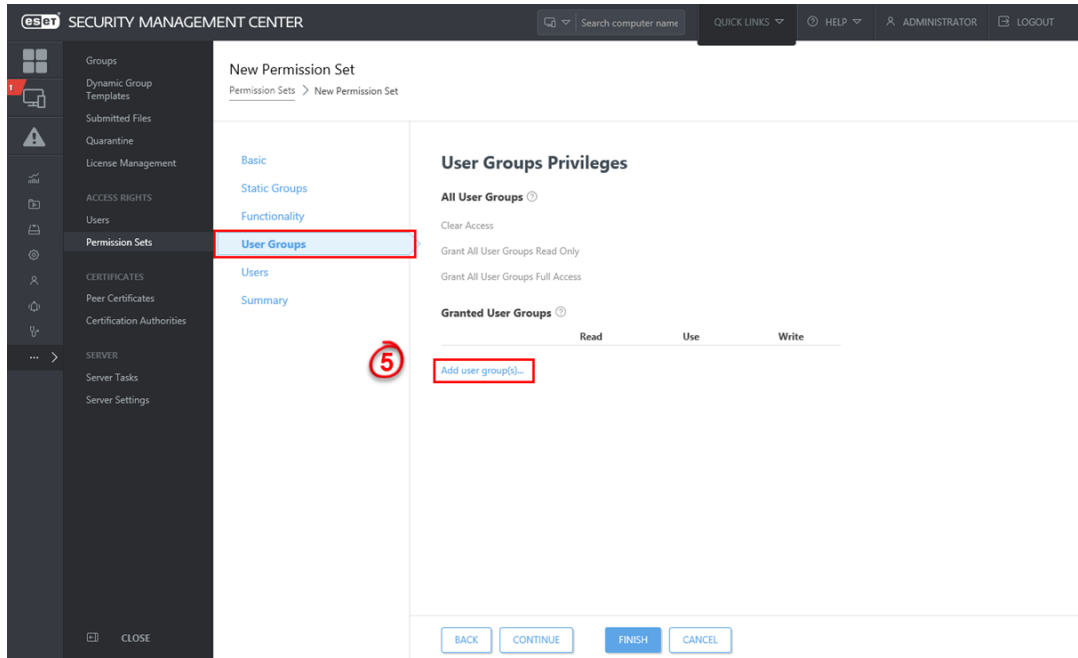 eset SECURITY MANAGEMENT CENTER
Search computer name
QUICK LINKS
HELP
ADMINISTRATOR
LOGOUT
1
Groups
Dynamic Group
Templates
Submitted Files
Quarantine
License Management
ACCESS RIGHTS
Users
Permission Sets
CERTIFICATES
Peer Certificates
Certification Authorities
SERVER
Server Tasks
Server Settings
CLOSE
New Permission Set
Permission Sets > New Permission Set
Basic
Static Groups
Functionality
User Groups
Users
Summary
User Groups Privileges
All User Groups ?
Clear Access
Grant All User Groups Read Only
Grant All User Groups Full Access
Granted User Groups ?
Read Use Write
5
Add user group(s)...
BACK CONTINUE FINISH CANCEL